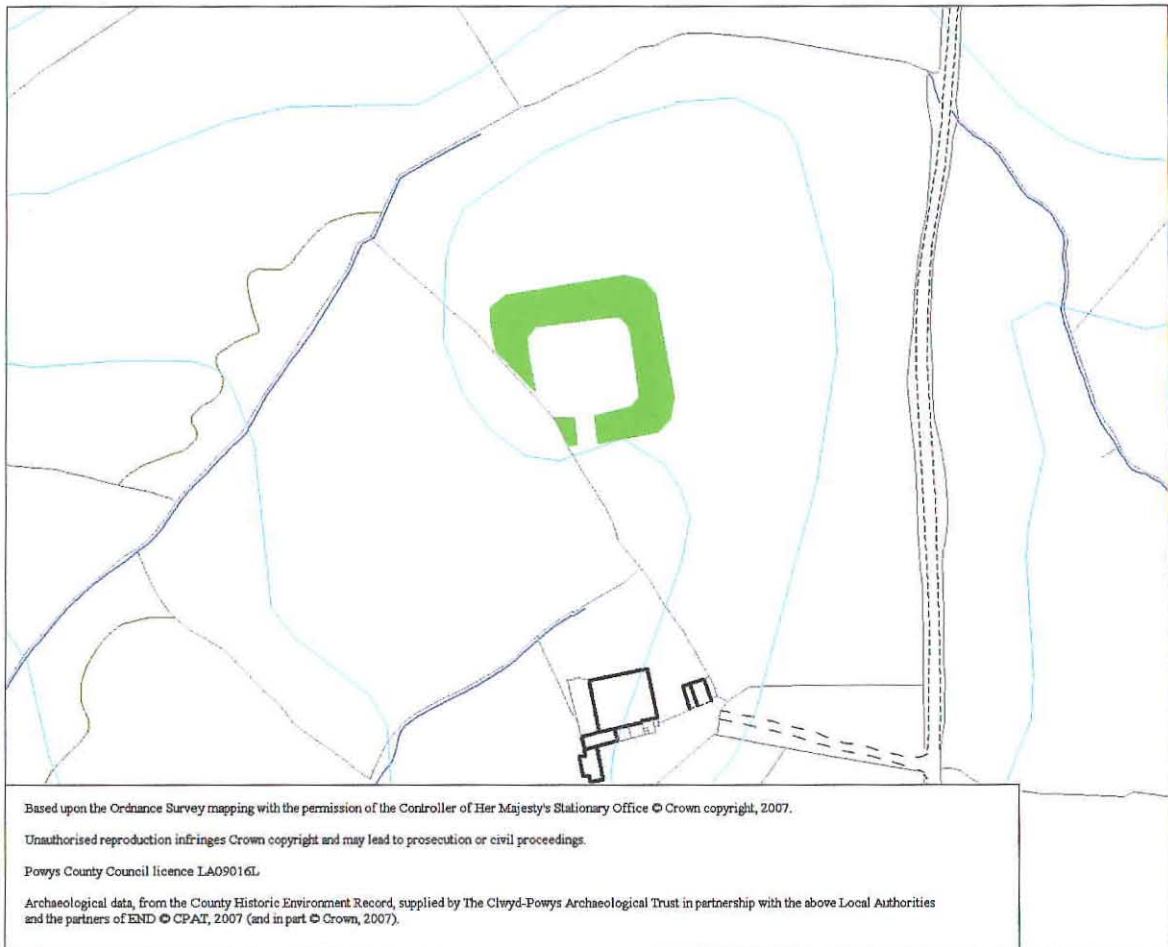 Based upon the Ordnance Survey mapping with the permission of the Controller of Her Majesty's Stationary Office © Crown copyright, 2007.
Unauthorised reproduction infringes Crown copyright and may lead to prosecution or civil proceedings.
Powys County Council licence LA09016L
Archaeological data, from the County Historic Environment Record, supplied by The Clwyd-Powys Archaeological Trust in partnership with the above Local Authorities
and the partners of END © CPAT, 2007 (and in part © Crown, 2007).